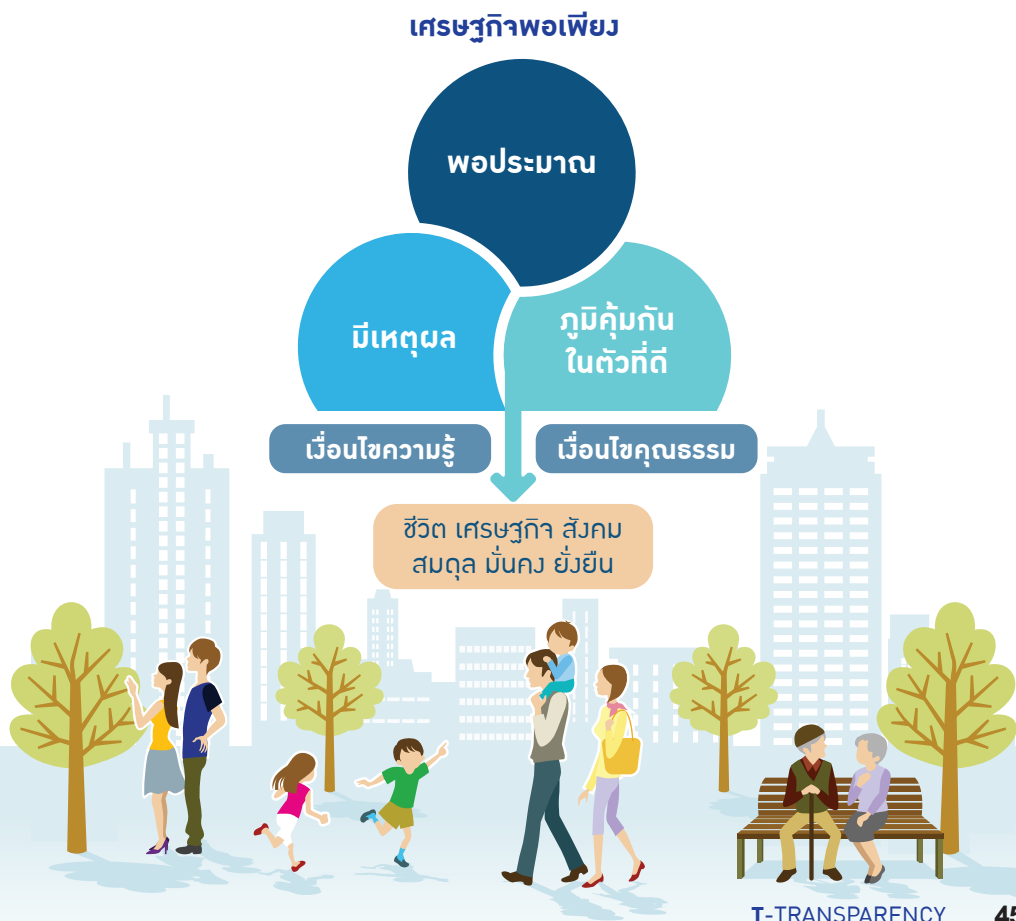 เศรษฐกิจพอเพียง
พอประมาณ
มีเหตุผล
ภูมิคุ้มกัน
ในตัวที่ดี
เงื่อนไขความรู้
เงื่อนไขคุณธรรม
ชีวิต เศรษฐกิจ สังคม
สมดุล มั่นคง ยั่งยืน
T-TRANSPARENCY 45